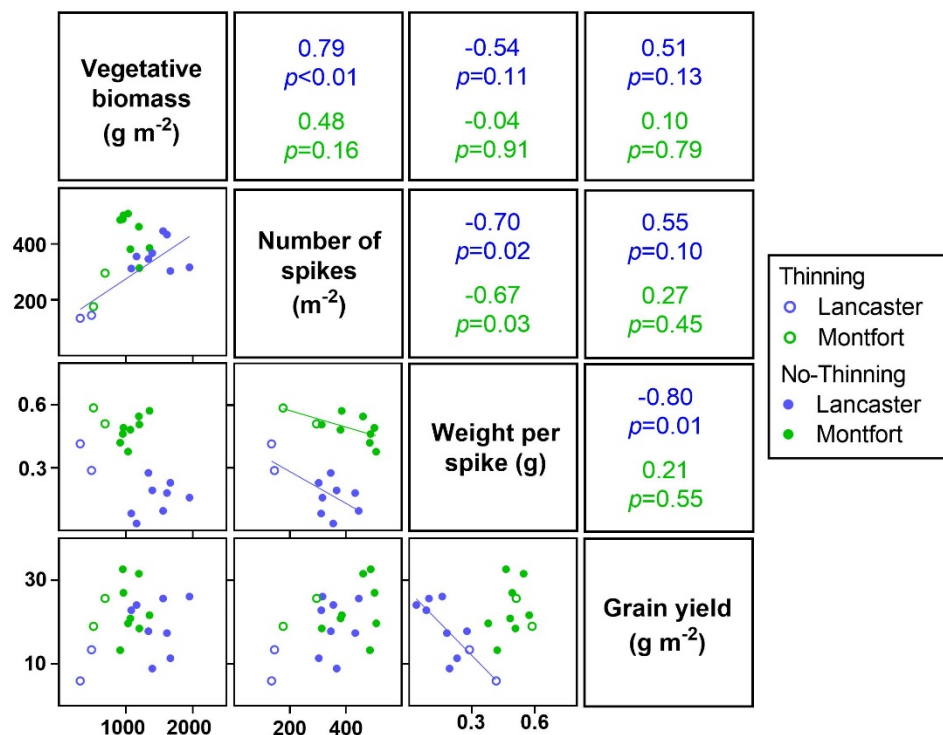 Vegetative
biomass
(g m-2)
0.79
p<0.01
0.48
p=0.16
-0.54
p=0.11
-0.04
p=0.91
0.51
p=0.13
0.10
p=0.79
400
200
Number of
spikes
(m-2)
-0.70
p=0.02
-0.67
p=0.03
0.55
p=0.10
0.27
p=0.45
0.6
0.3
Weight per
spike (g)
-0.80
p=0.01
0.21
p=0.55
30
10
Grain yield
(g m-2)
1000 2000
200 400
0.3 0.6
Thinning
Lancaster
Montfort
No-Thinning
Lancaster
Montfort